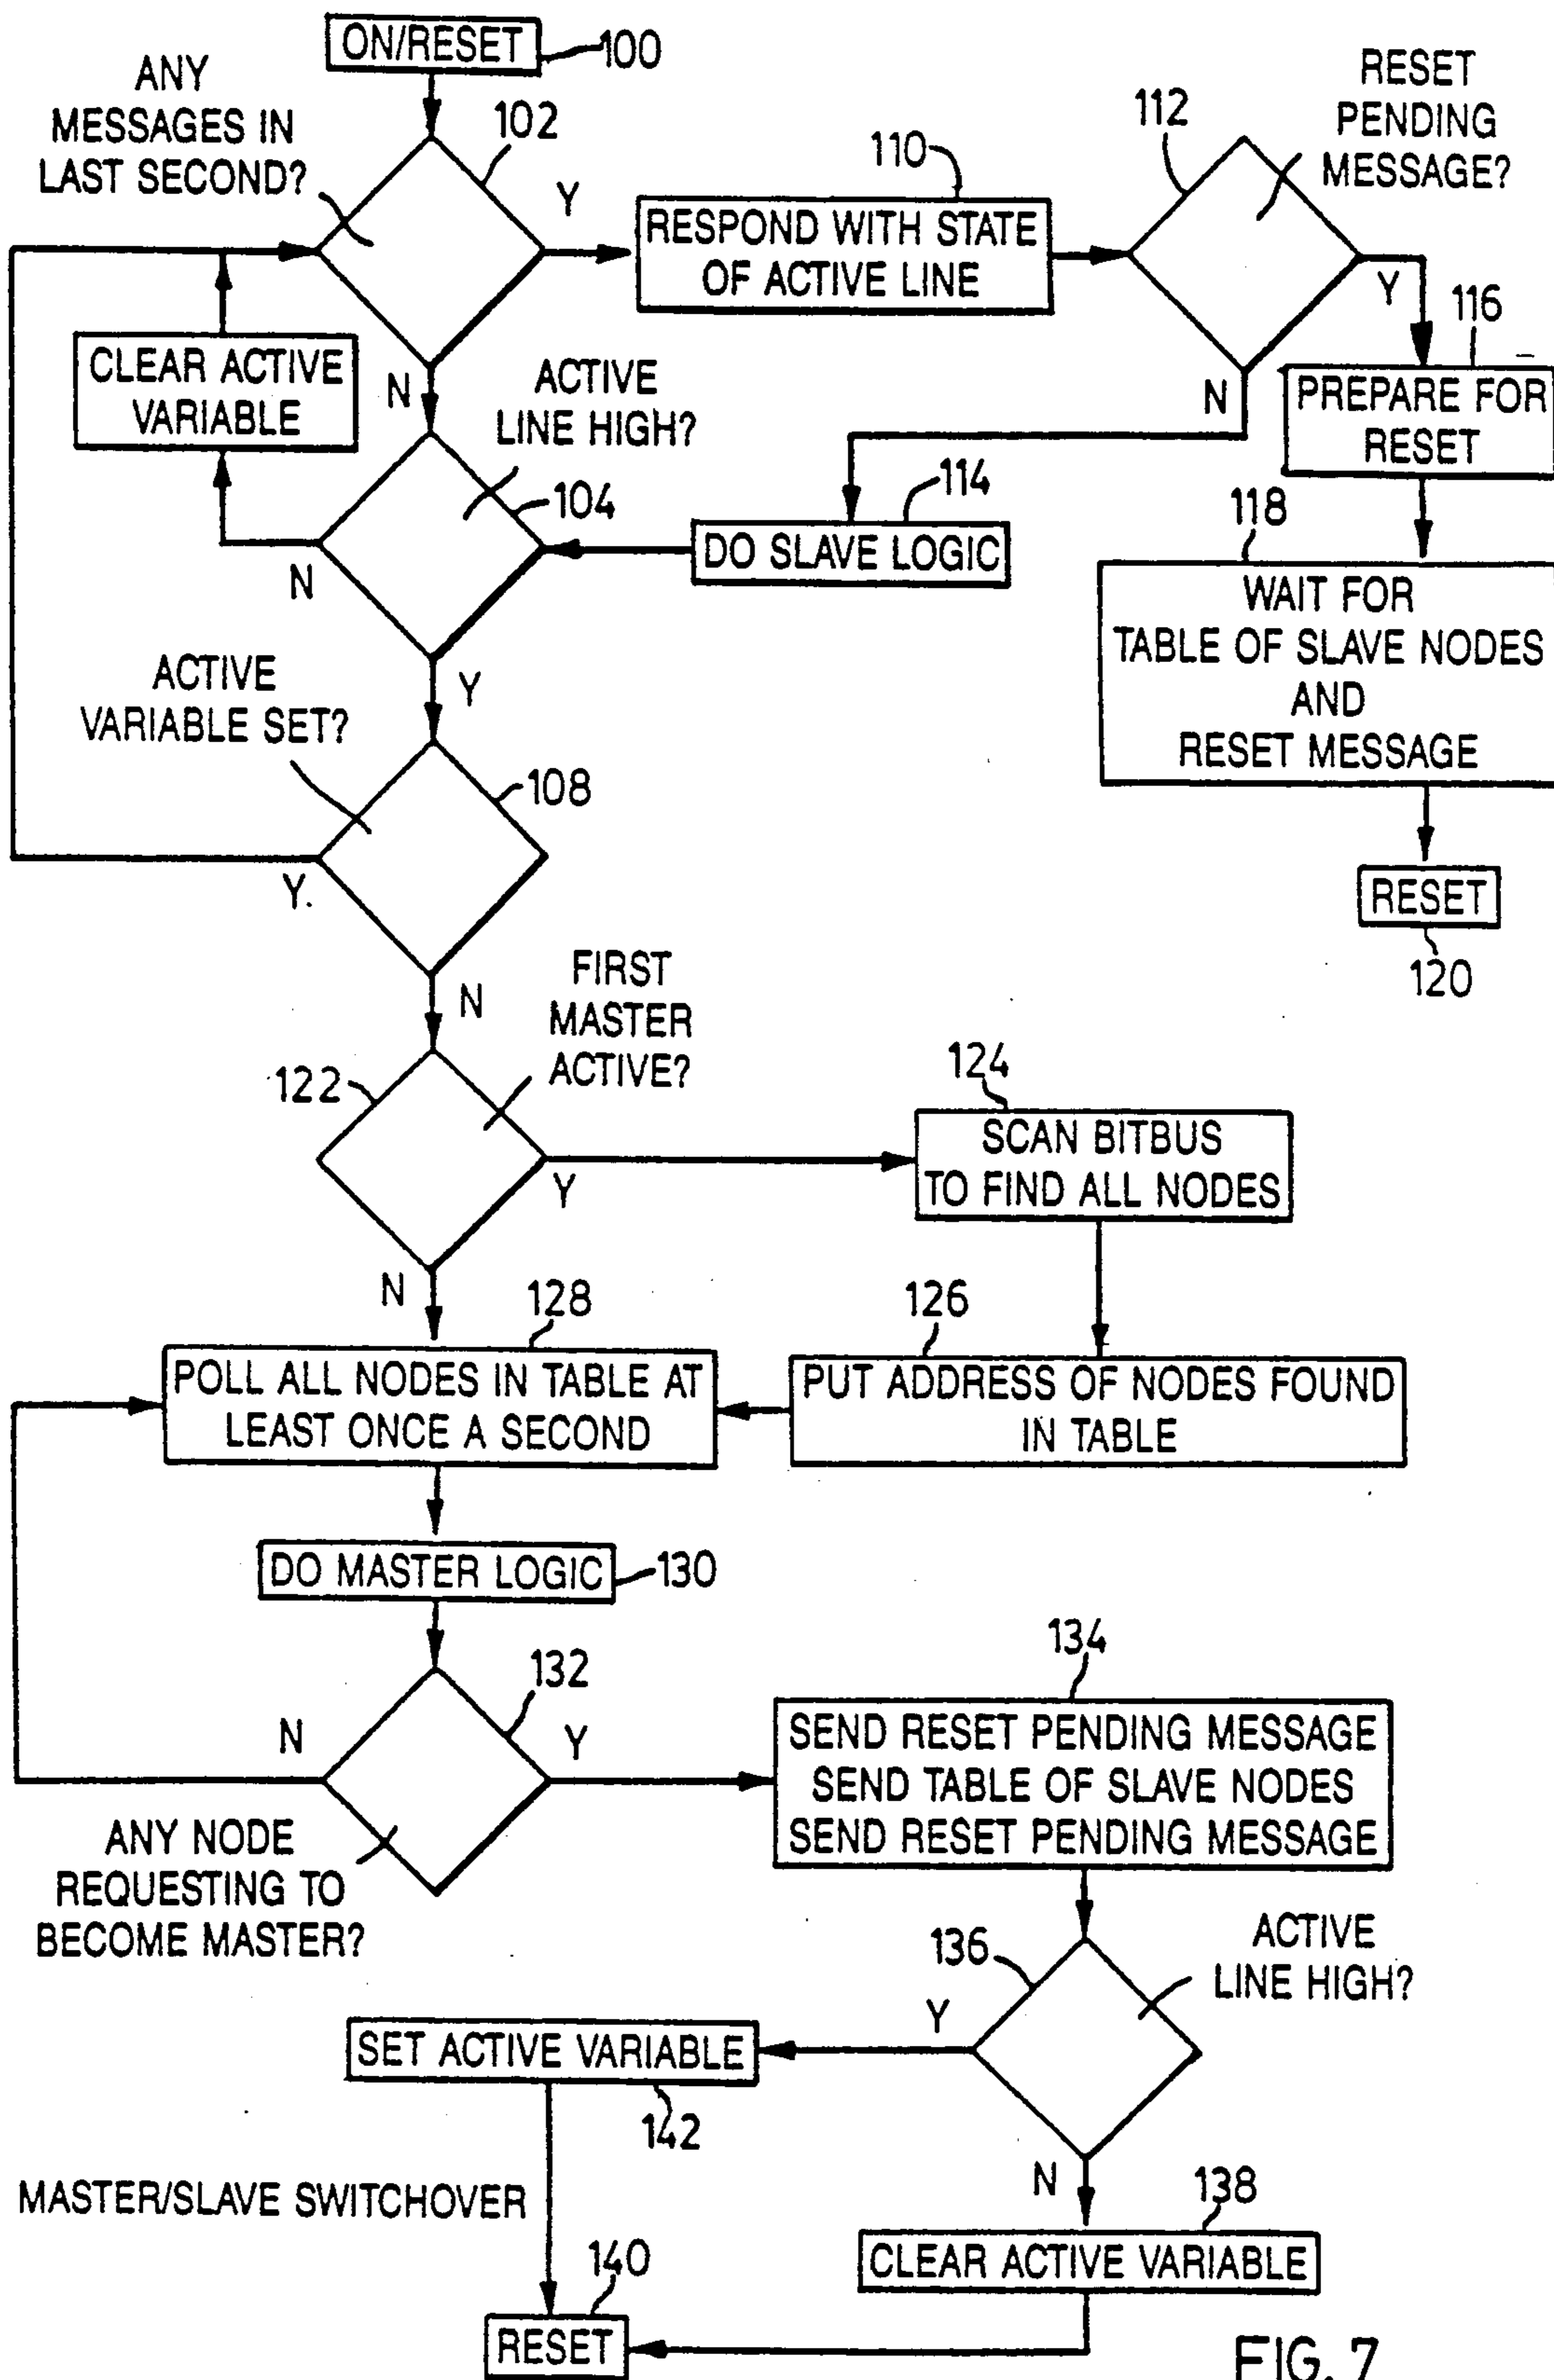 ON/RESET
100
ANY
MESSAGES IN
LAST SECOND?
102
Y
N
110
RESPOND WITH STATE
OF ACTIVE LINE
112
RESET
PENDING
MESSAGE?
Y
N
116
PREPARE FOR
RESET
CLEAR ACTIVE
VARIABLE
ACTIVE
LINE HIGH?
104
N
Y
114
DO SLAVE LOGIC
118
WAIT FOR
TABLE OF SLAVE NODES
AND
RESET MESSAGE
RESET
120
ACTIVE
VARIABLE SET?
108
Y.
N
FIRST
MASTER
ACTIVE?
122
Y
N
124
SCAN BITBUS
TO FIND ALL NODES
126
PUT ADDRESS OF NODES FOUND
IN TABLE
128
POLL ALL NODES IN TABLE AT
LEAST ONCE A SECOND
DO MASTER LOGIC
130
132
N
Y
ANY NODE
REQUESTING TO
BECOME MASTER?
134
SEND RESET PENDING MESSAGE
SEND TABLE OF SLAVE NODES
SEND RESET PENDING MESSAGE
136
ACTIVE
LINE HIGH?
Y
N
SET ACTIVE VARIABLE
142
MASTER/SLAVE SWITCHOVER
138
CLEAR ACTIVE VARIABLE
140
RESET
FIG. 7